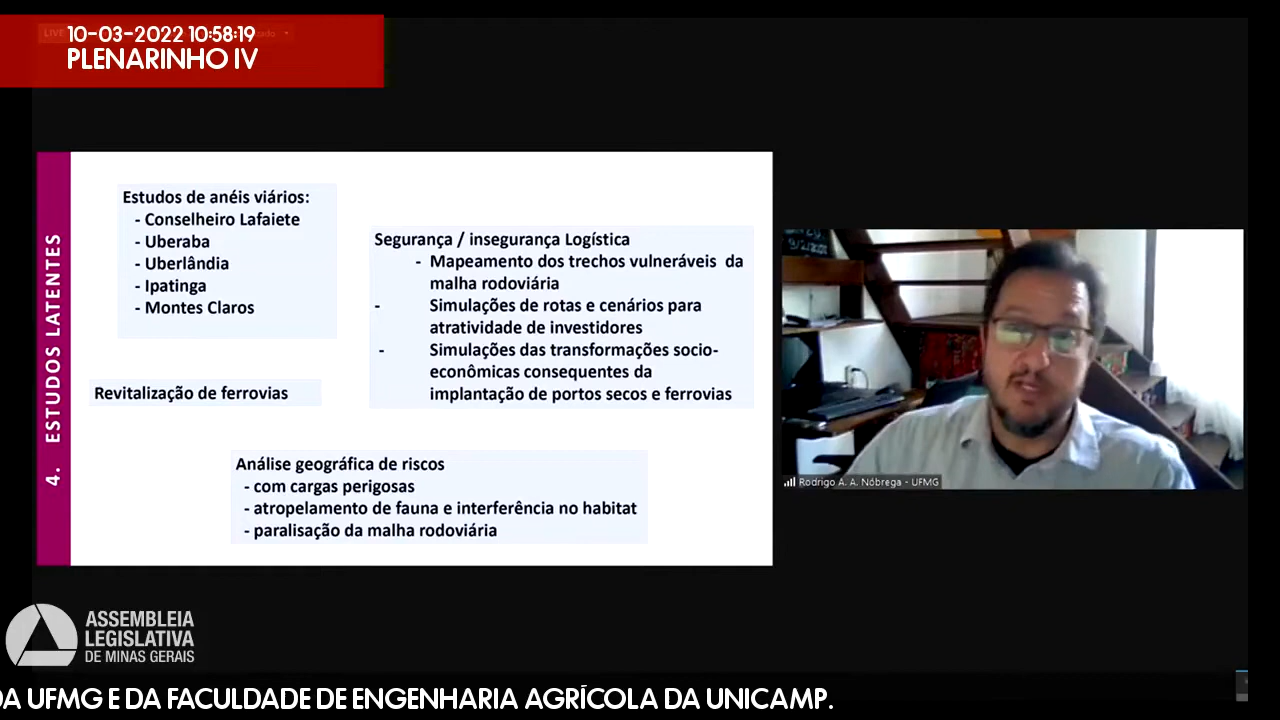 LIVE
10-03-2022 10:58:19
PLENARINHO IV
4. ESTUDOS LATENTES
Estudos de anéis viários:
- Conselheiro Lafaiete
- Uberaba
- Uberlândia
- Ipatinga
- Montes Claros
Segurança / insegurança Logística
- Mapeamento dos trechos vulneráveis da
malha rodoviária
- Simulações de rotas e cenários para
atratividade de investidores
- Simulações das transformações socio-
econômicas consequentes da
implantação de portos secos e ferrovias
Revitalização de ferrovias
Análise geográfica de riscos
- com cargas perigosas
- atropelamento de fauna e interferência no habitat
- paralisação da malha rodoviária
Rodrigo A. A. Nóbrega - UFMG
ASSEMBLEIA
LEGISLATIVA
DE MINAS GERAIS
DA UFMG E DA FACULDADE DE ENGENHARIA AGRÍCOLA DA UNICAMP.